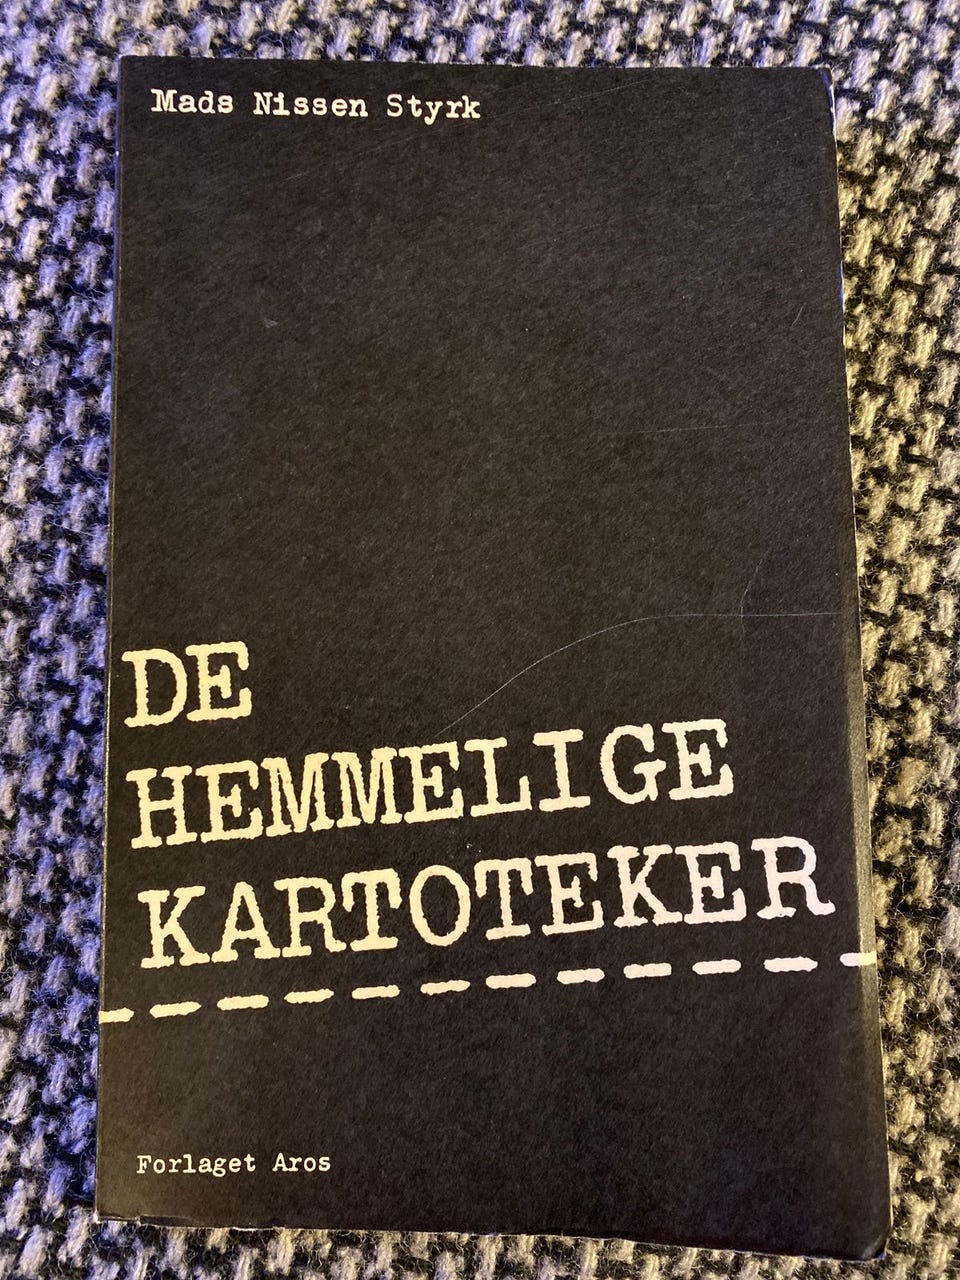 Mads Nissen Styrk
DE
HEMMELIGE
KARTOTEKER
Forlaget Aros